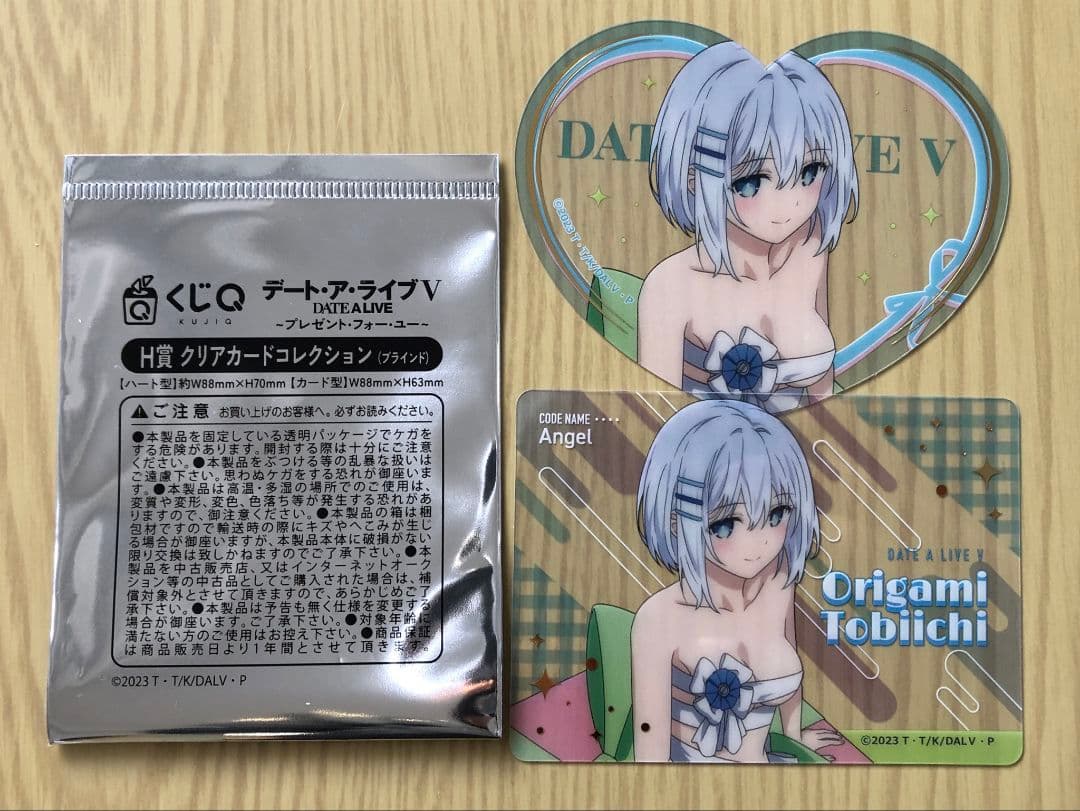 くじQ
KUJIQ
デート・ア・ライブV
DATE A LIVE
~プレゼント・フォー・ユー~
H賞 クリアカードコレクション (ブラインド)
【ハート型】約W88mm×H70mm【カード型】W88mm×H63mm
ご注意 お買い上げのお客様へ。必ずお読みください。
●本製品を固定している透明パッケージでケガを
する危険があります。開封する際は十分にご注意
ください。●本製品をぶつける等の乱暴な扱いは
ご遠慮下さい。思わぬケガをする恐れが御座いま
す。●本製品は高温・多湿の場所でのご使用は、
変質や変形、変色、色落ち等が発生する恐れがあ
りますので、御注意ください。●本製品の箱は梱
包材ですので輸送時の際にキズやへこみが生じ
る場合が御座いますが、本製品本体に破損がない
限り交換は致しかねますのでご了承下さい。●本
製品を中古販売店、又はインターネットオーク
ション等の中古品としてご購入された場合は、補
償対象外とさせて頂きますので、あらかじめご了
承下さい。●本製品は予告も無く仕様を変更する
場合が御座います。ご了承下さい。●対象年齢に
満たない方のご使用はお控え下さい。●商品保証
は商品販売日より1年間とさせて頂きます。
©2023 T・T/K/DALV・P
DAT LIVE V
©2023 T・T/K/DALV・P
CODE NAME ････
Angel
DATE A LIVE V
Origami
Tobiichi
©2023 T・T/K/DALV・P